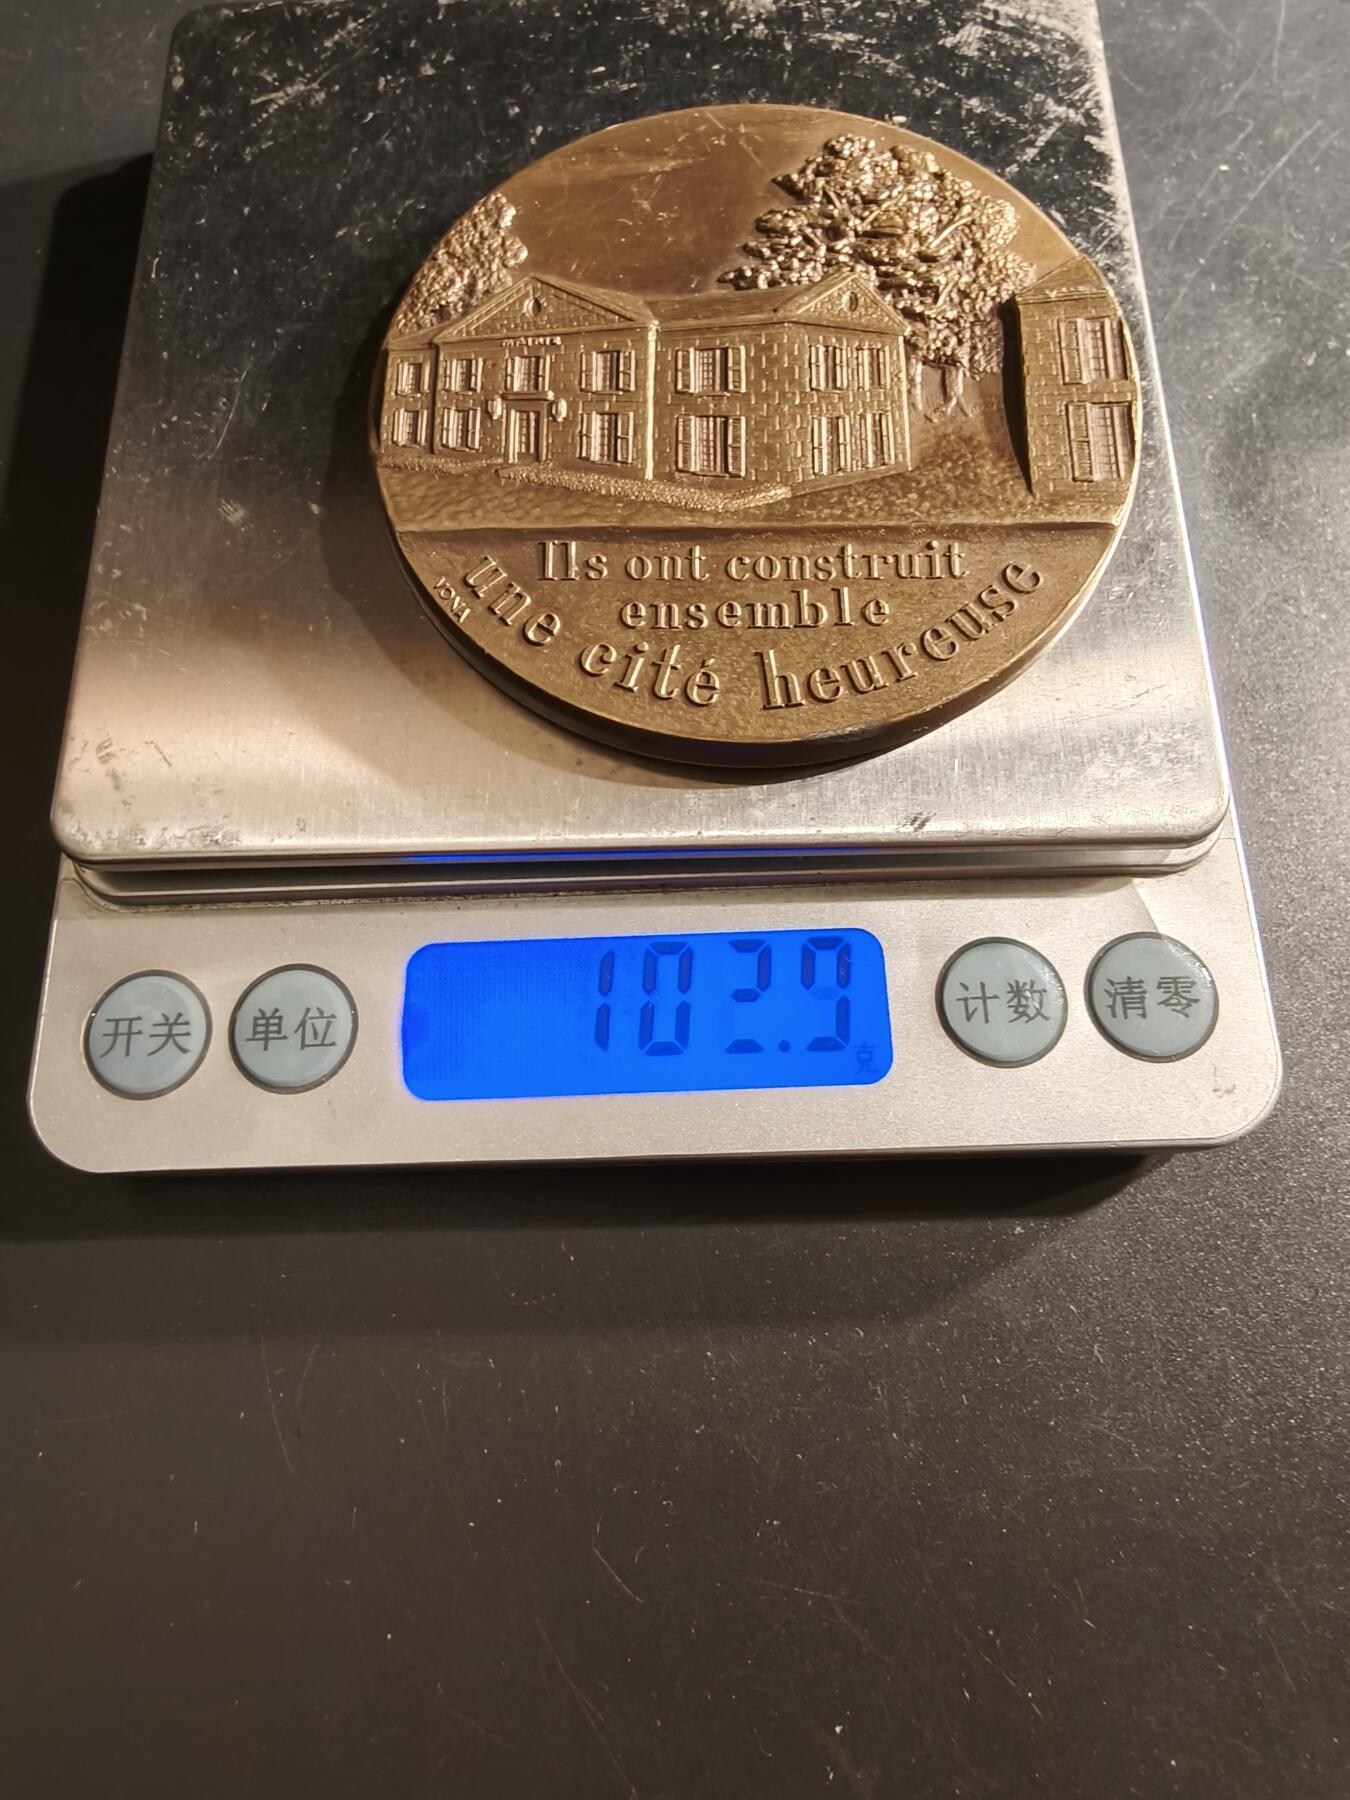 MAIRIE
Ils ont construit
ensemble
une cité heureuse
VONA
102.9
克
开关
单位
计数
清零